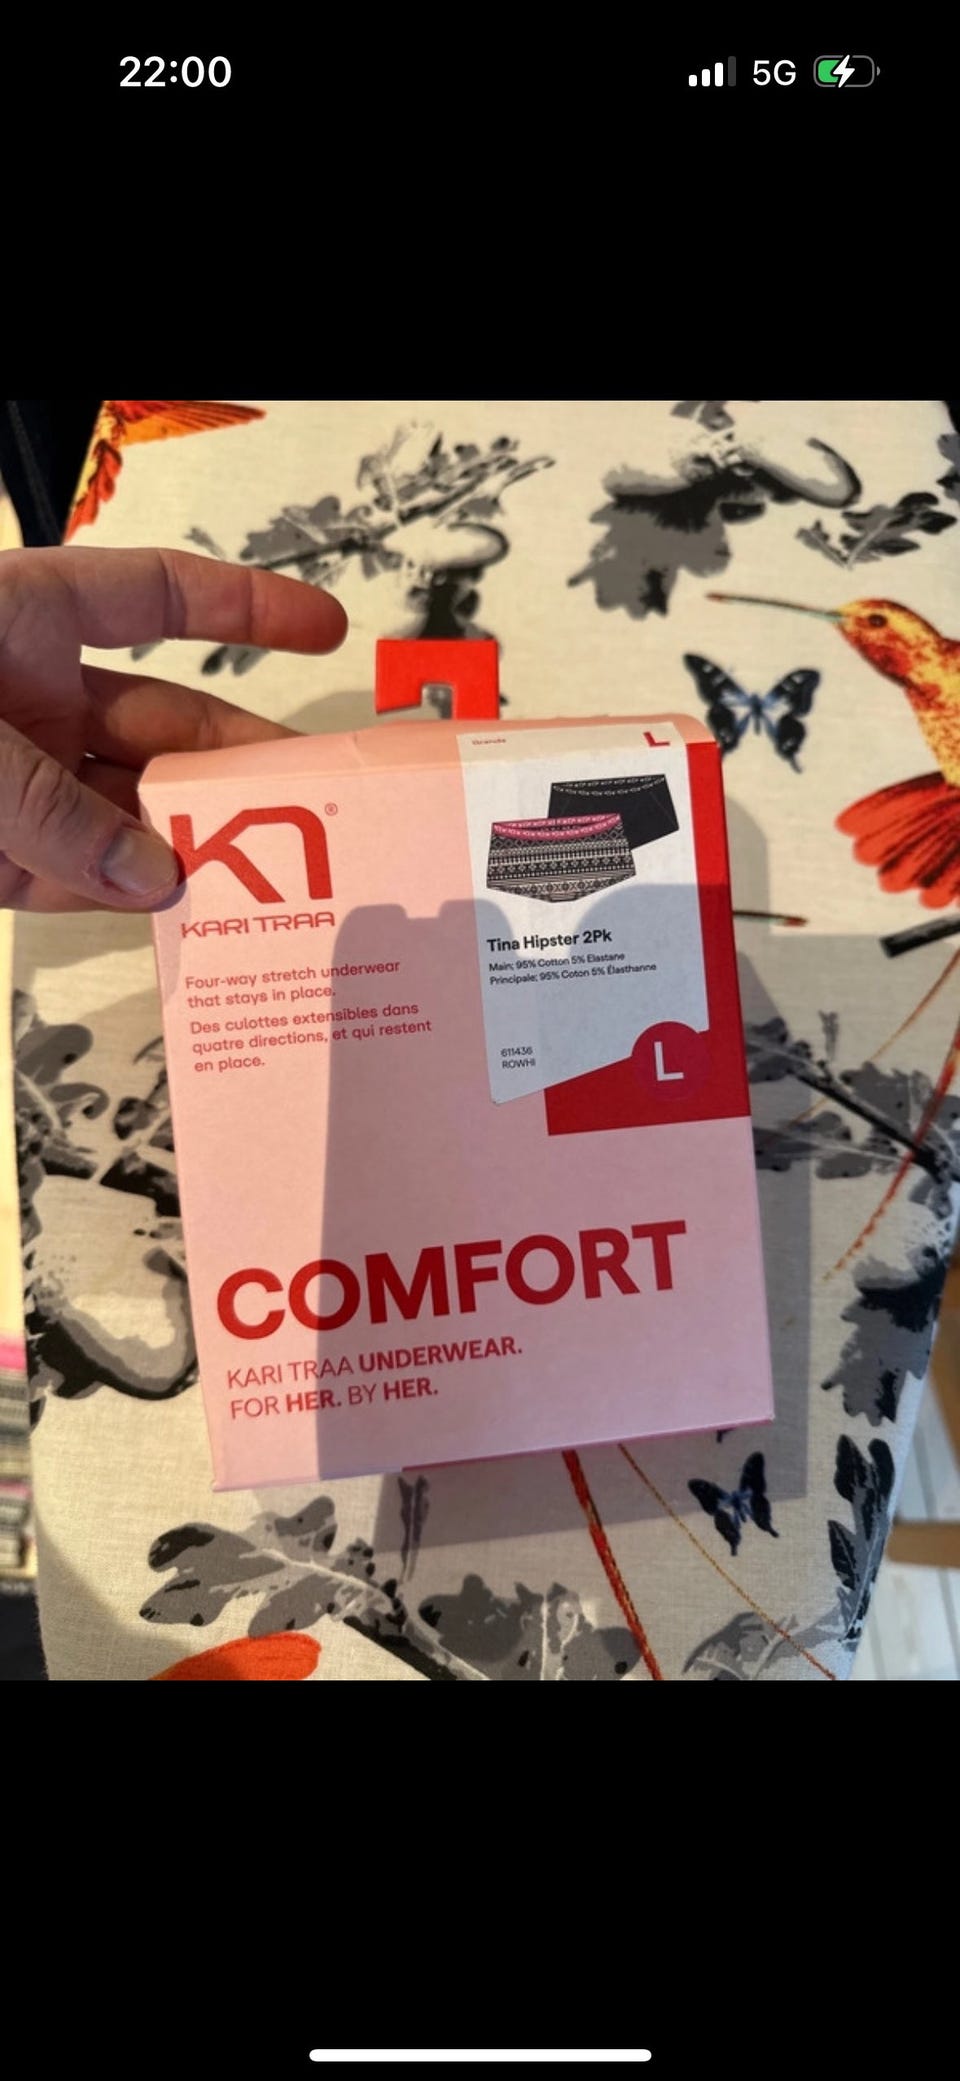 22:00
5G
Grande
L
K7®
KARI TRAA
Four-way stretch underwear
that stays in place.
Des culottes extensibles dans
quatre directions, et qui restent
en place.
Tina Hipster 2Pk
Main: 95% Cotton 5% Elastane
Principale: 95% Coton 5% Élasthanne
611436
ROWHI
L
COMFORT
KARI TRAA UNDERWEAR.
FOR HER. BY HER.